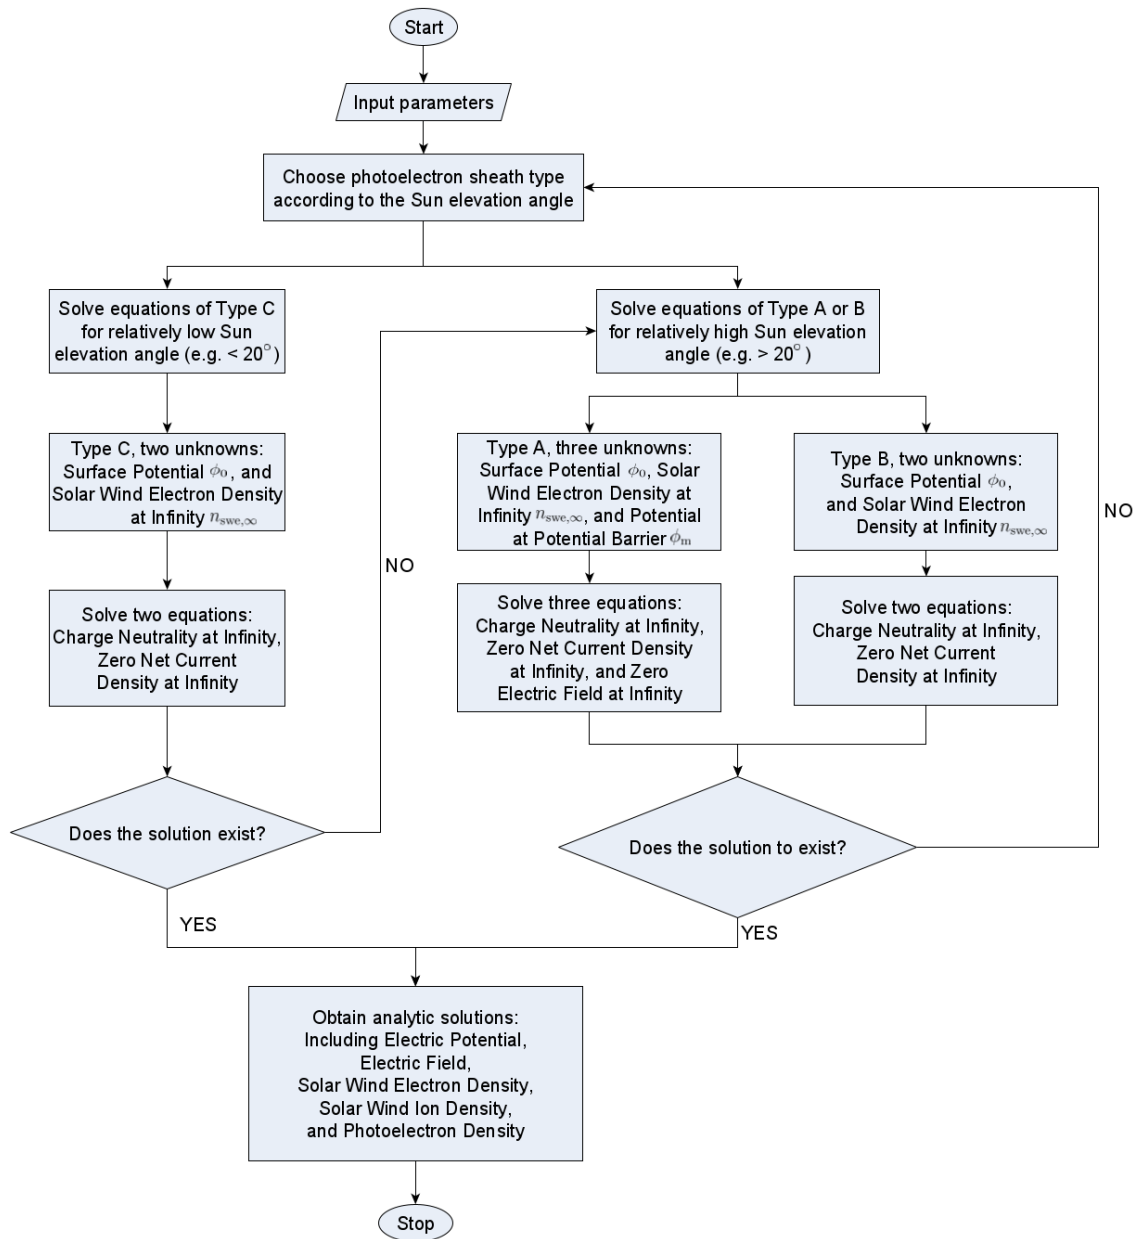 Start
Input parameters
Choose photoelectron sheath type
according to the Sun elevation angle
Solve equations of Type C
for relatively low Sun
elevation angle (e.g. < 20°)
Solve equations of Type A or B
for relatively high Sun elevation
angle (e.g. > 20° )
Type C, two unknowns:
Surface Potential ϕ₀, and
Solar Wind Electron Density
at Infinity n_swe,∞
Type A, three unknowns:
Surface Potential ϕ₀, Solar
Wind Electron Density at
Infinity n_swe,∞, and Potential
at Potential Barrier ϕ_m
Type B, two unknowns:
Surface Potential ϕ₀,
and Solar Wind Electron
Density at Infinity n_swe,∞
NO
NO
Solve two equations:
Charge Neutrality at Infinity,
Zero Net Current
Density at Infinity
Solve three equations:
Charge Neutrality at Infinity,
Zero Net Current Density
at Infinity, and Zero
Electric Field at Infinity
Solve two equations:
Charge Neutrality at Infinity,
Zero Net Current
Density at Infinity
Does the solution exist?
Does the solution to exist?
YES
YES
Obtain analytic solutions:
Including Electric Potential,
Electric Field,
Solar Wind Electron Density,
Solar Wind Ion Density,
and Photoelectron Density
Stop